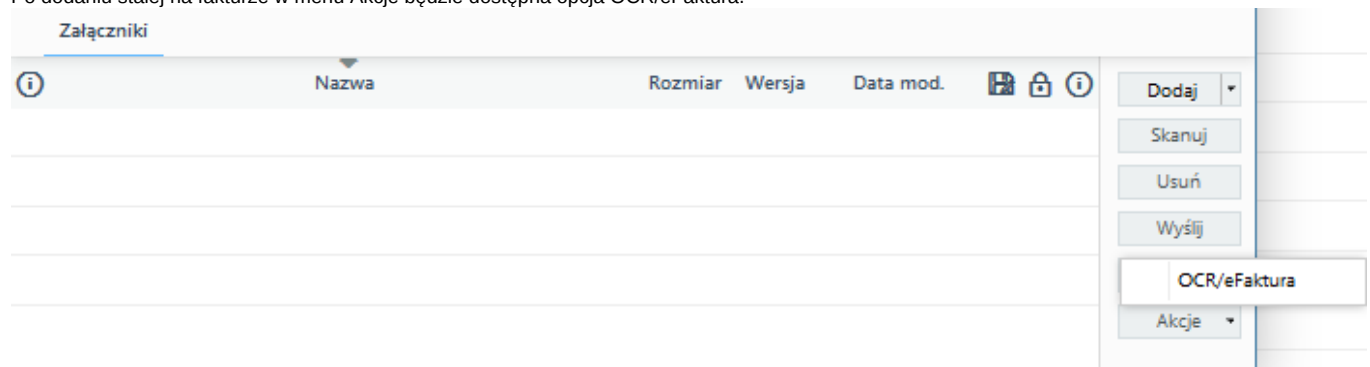 Po dodaniu stałej na fakturze w menu Akcje będzie dostępna opcja OCR/eFaktura.
Załączniki
Nazwa Rozmiar Wersja Data mod.
Dodaj
Skanuj
Usuń
Wyślij
OCR/eFaktura
Akcje